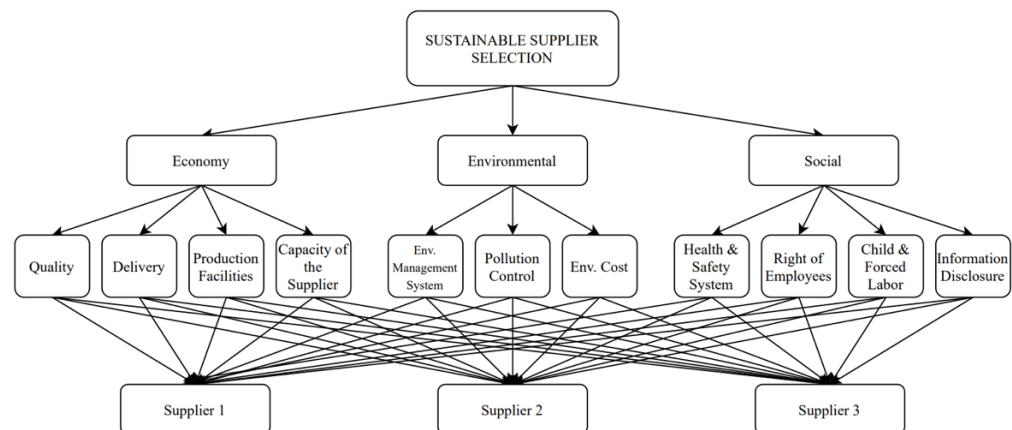 SUSTAINABLE SUPPLIER
SELECTION
Economy
Environmental
Social
Quality
Delivery
Production
Facilities
Capacity of
the
Supplier
Env.
Management
System
Pollution
Control
Env. Cost
Health &
Safety
System
Right of
Employees
Child &
Forced
Labor
Information
Disclosure
Supplier 1
Supplier 2
Supplier 3